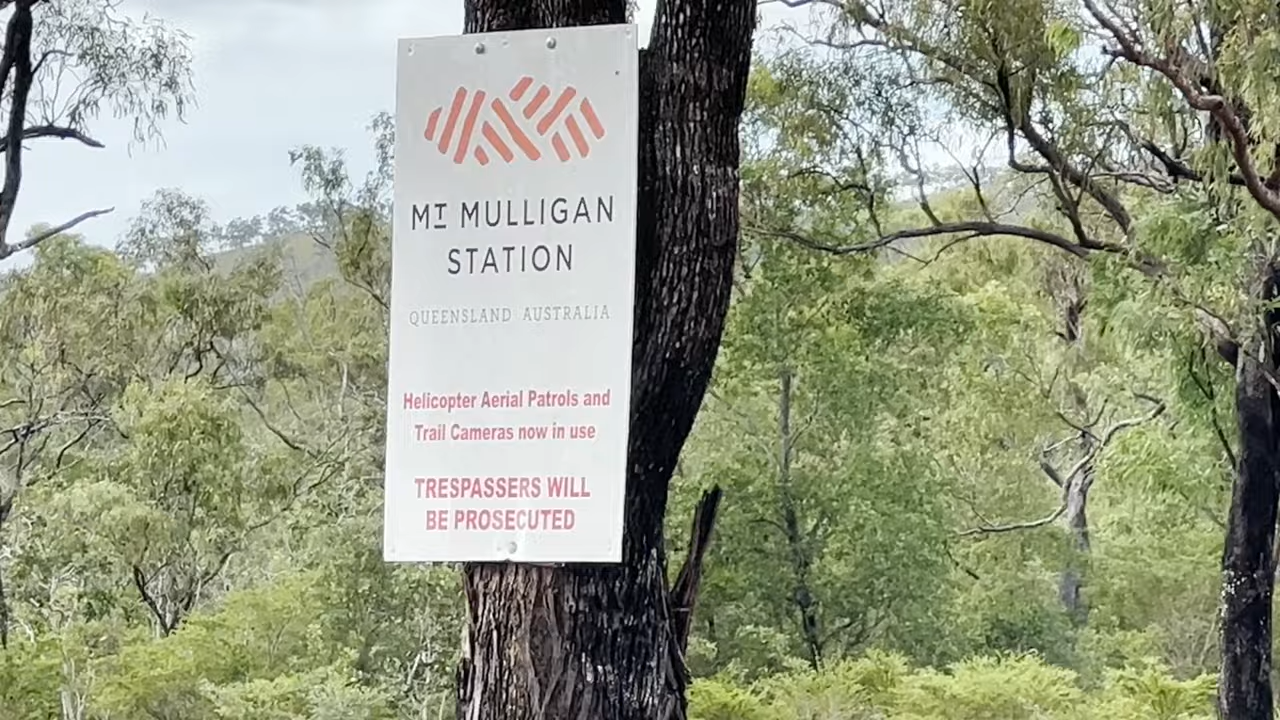 MT MULLIGAN
STATION
QUEENSLAND AUSTRALIA
Helicopter Aerial Patrols and
Trail Cameras now in use
TRESPASSERS WILL
BE PROSECUTED